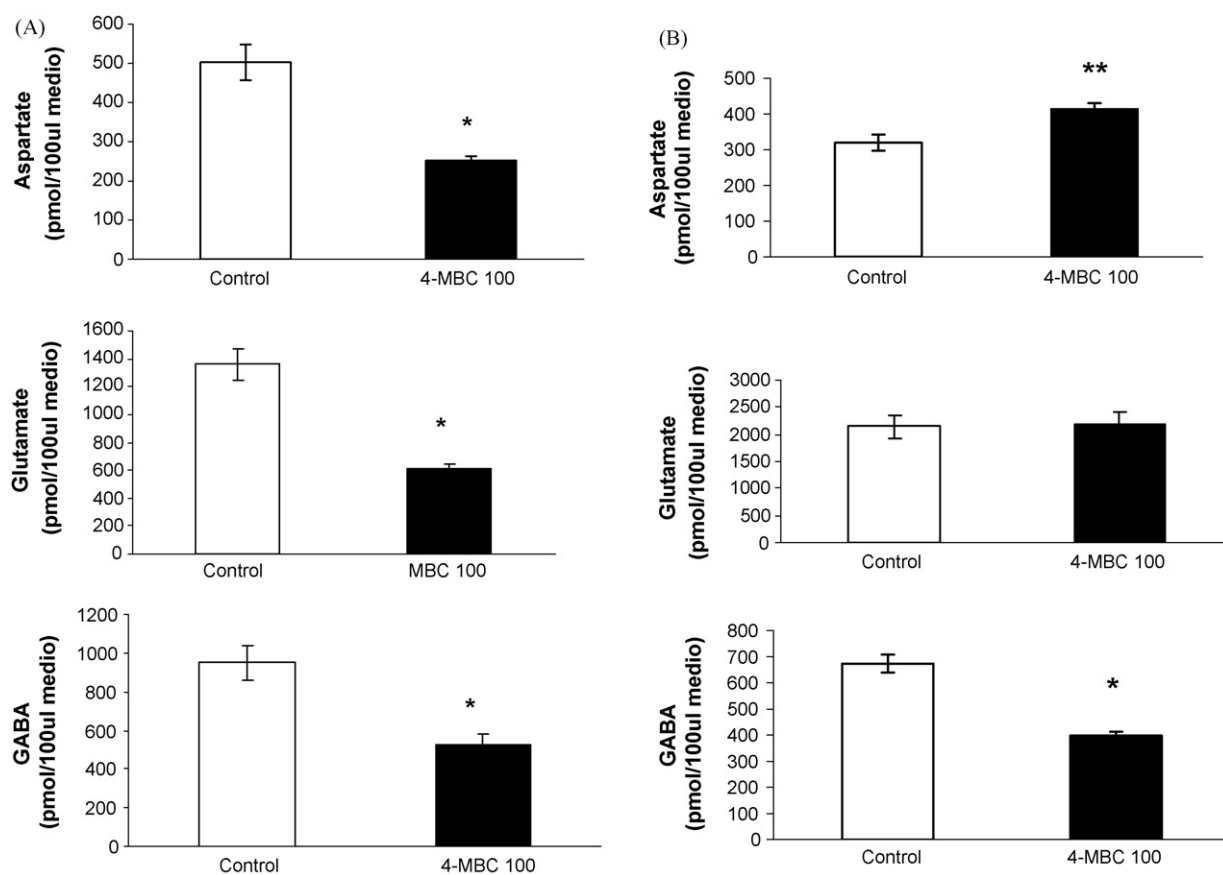 (A)
Aspartate
(pmol/100ul medio)
600
500
400
300
200
100
0
*
Control
4-MBC 100
Glutamate
(pmol/100ul medio)
1600
1400
1200
1000
800
600
400
200
0
*
Control
MBC 100
GABA
(pmol/100ul medio)
1200
1000
800
600
400
200
0
*
Control
4-MBC 100
(B)
Aspartate
(pmol/100ul medio)
500
400
300
200
100
0
**
Control
4-MBC 100
Glutamate
(pmol/100ul medio)
3000
2500
2000
1500
1000
500
0
Control
4-MBC 100
GABA
(pmol/100ul medio)
800
700
600
500
400
300
200
100
0
*
Control
4-MBC 100